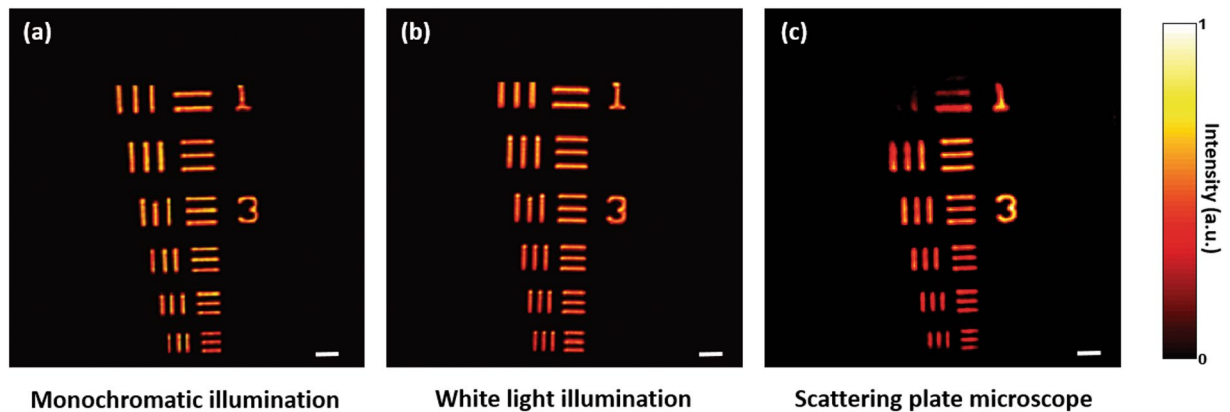 (a)
1
3
Monochromatic illumination
(b)
1
3
White light illumination
(c)
1
3
Scattering plate microscope
1
Intensity (a.u.)
0